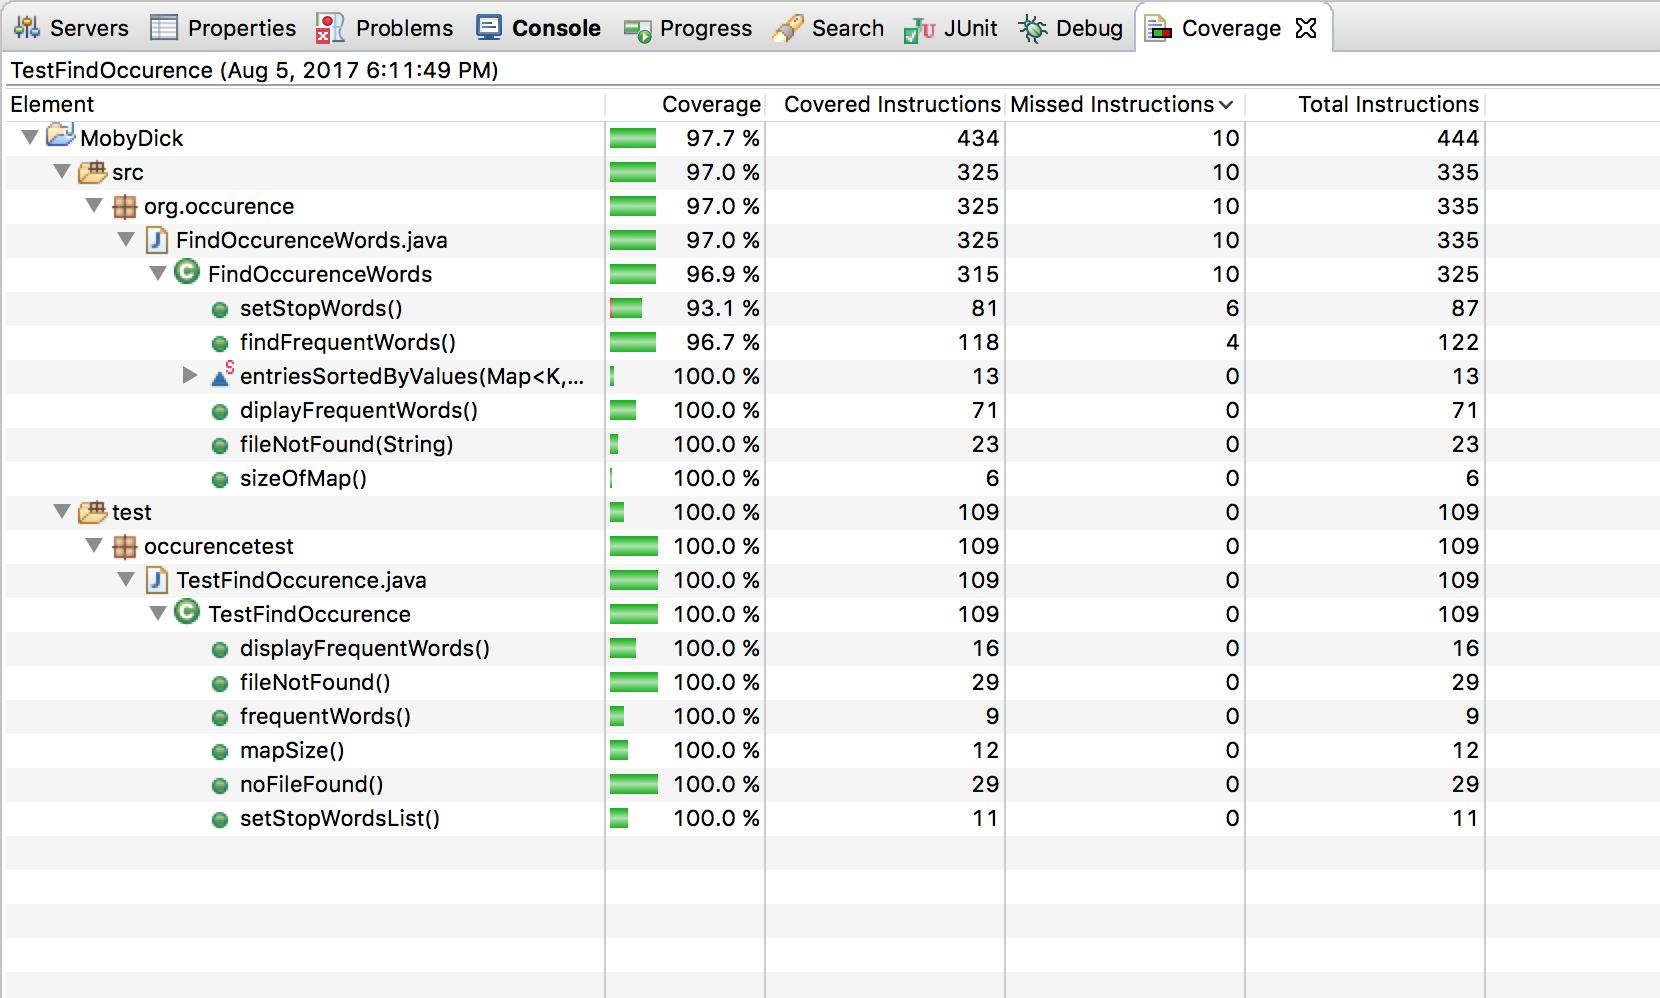 Servers Properties Problems Console Progress Search JUnit Debug Coverage
TestFindOccurence (Aug 5, 2017 6:11:49 PM)
Element Coverage Covered Instructions Missed Instructions Total Instructions
MobyDick 97.7 % 434 10 444
src 97.0 % 325 10 335
org.occurence 97.0 % 325 10 335
FindOccurenceWords.java 97.0 % 325 10 335
FindOccurenceWords 96.9 % 315 10 325
setStopWords() 93.1 % 81 6 87
findFrequentWords() 96.7 % 118 4 122
entriesSortedByValues(Map<K,... 100.0 % 13 0 13
diplayFrequentWords() 100.0 % 71 0 71
fileNotFound(String) 100.0 % 23 0 23
sizeOfMap() 100.0 % 6 0 6
test 100.0 % 109 0 109
occurencetest 100.0 % 109 0 109
TestFindOccurence.java 100.0 % 109 0 109
TestFindOccurence 100.0 % 109 0 109
displayFrequentWords() 100.0 % 16 0 16
fileNotFound() 100.0 % 29 0 29
frequentWords() 100.0 % 9 0 9
mapSize() 100.0 % 12 0 12
noFileFound() 100.0 % 29 0 29
setStopWordsList() 100.0 % 11 0 11